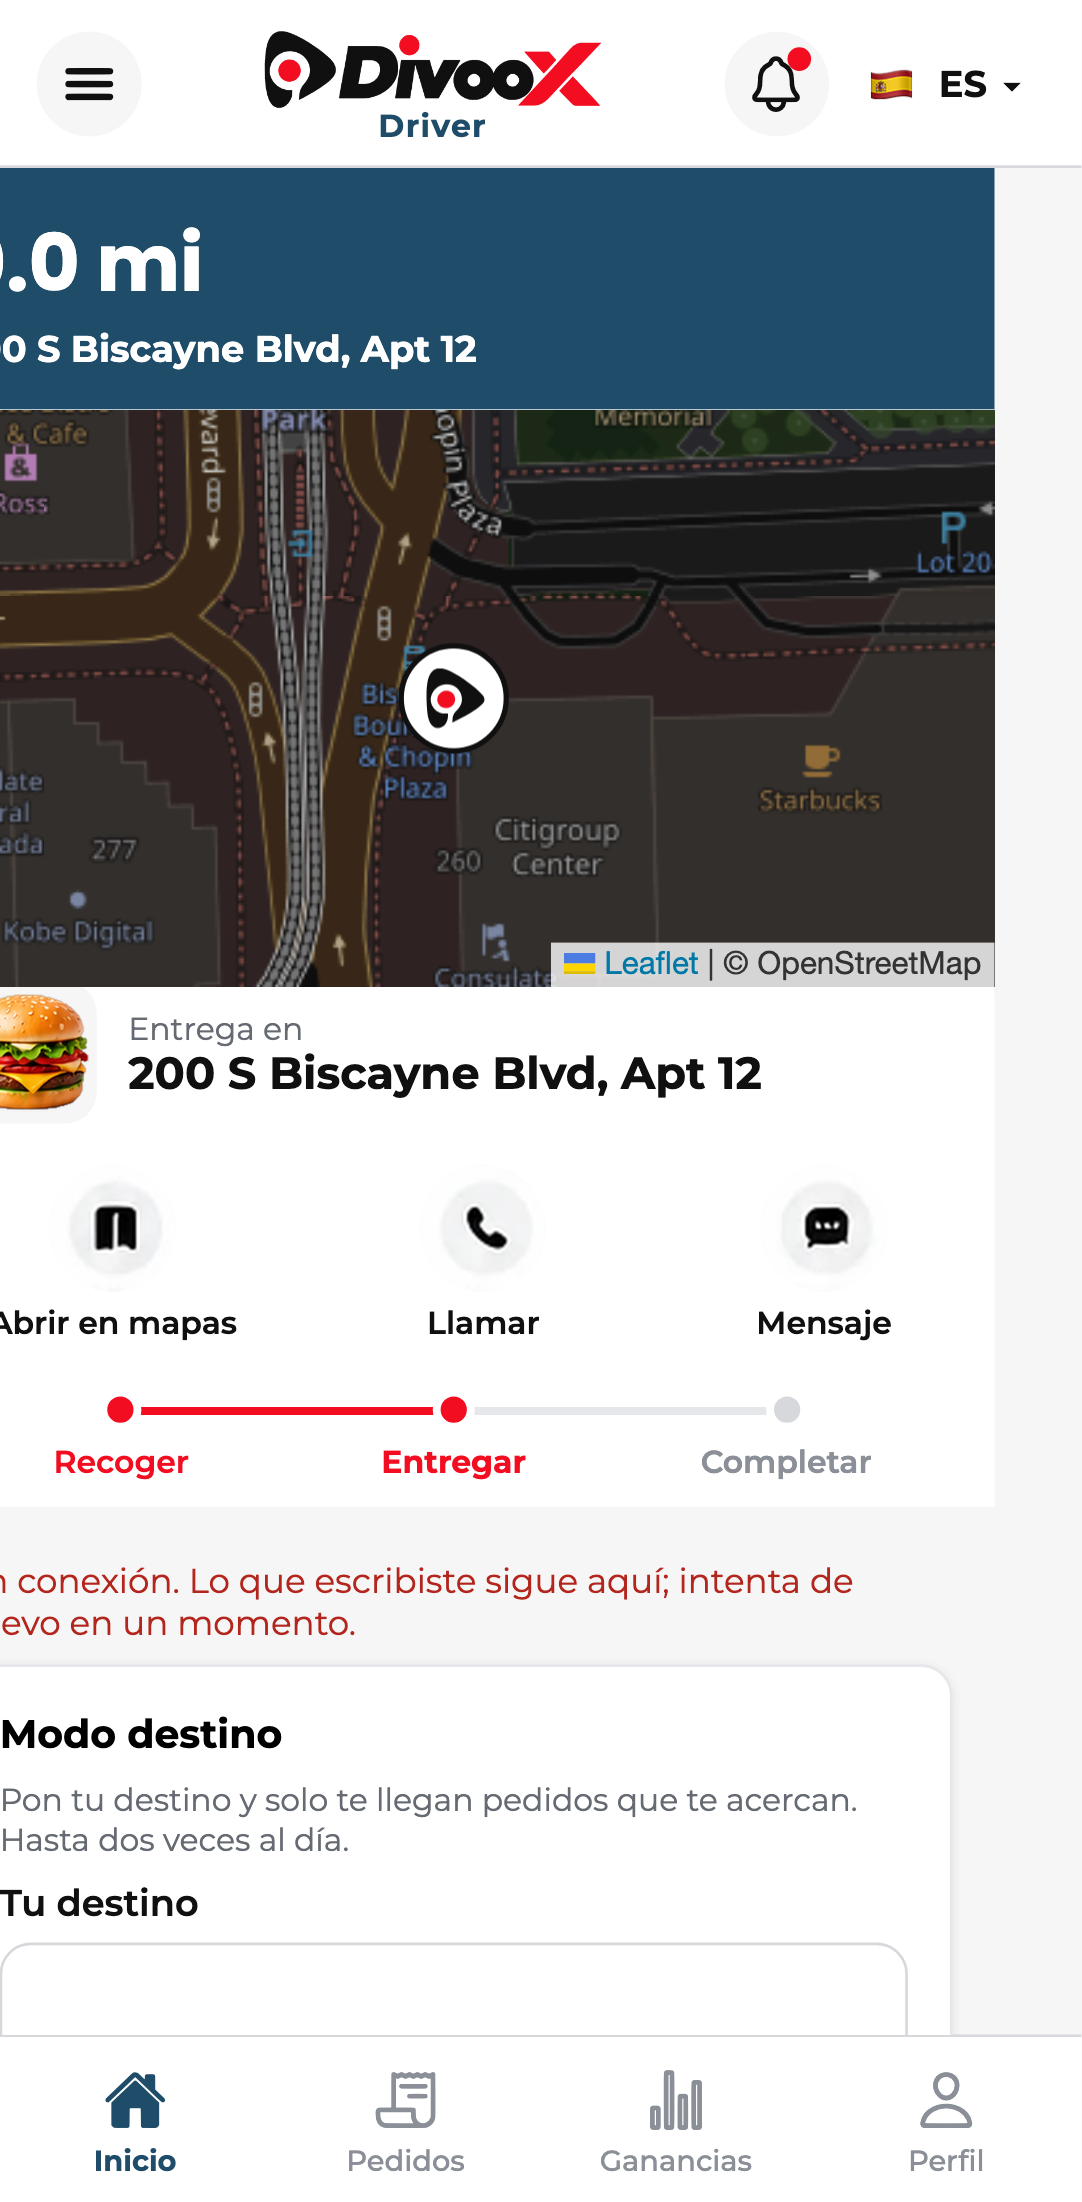 DivooX
Driver
ES
.0 mi
0 S Biscayne Blvd, Apt 12
& Cafe
Park
Memorial
Chopin Plaza
Ross
P
Lot 20
Bis
Bou
& Chopin
Plaza
Starbucks
277
Citigroup
260 Center
Kobe Digital
Consulate
Leaflet | © OpenStreetMap
Entrega en
200 S Biscayne Blvd, Apt 12
Abrir en mapas
Llamar
Mensaje
Recoger
Entregar
Completar
n conexión. Lo que escribiste sigue aquí; intenta de
evo en un momento.
Modo destino
Pon tu destino y solo te llegan pedidos que te acercan.
Hasta dos veces al día.
Tu destino
Inicio
Pedidos
Ganancias
Perfil